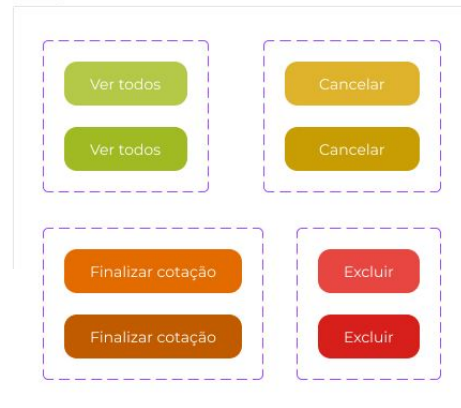 Ver todos
Ver todos
Cancelar
Cancelar
Finalizar cotação
Finalizar cotação
Excluir
Excluir